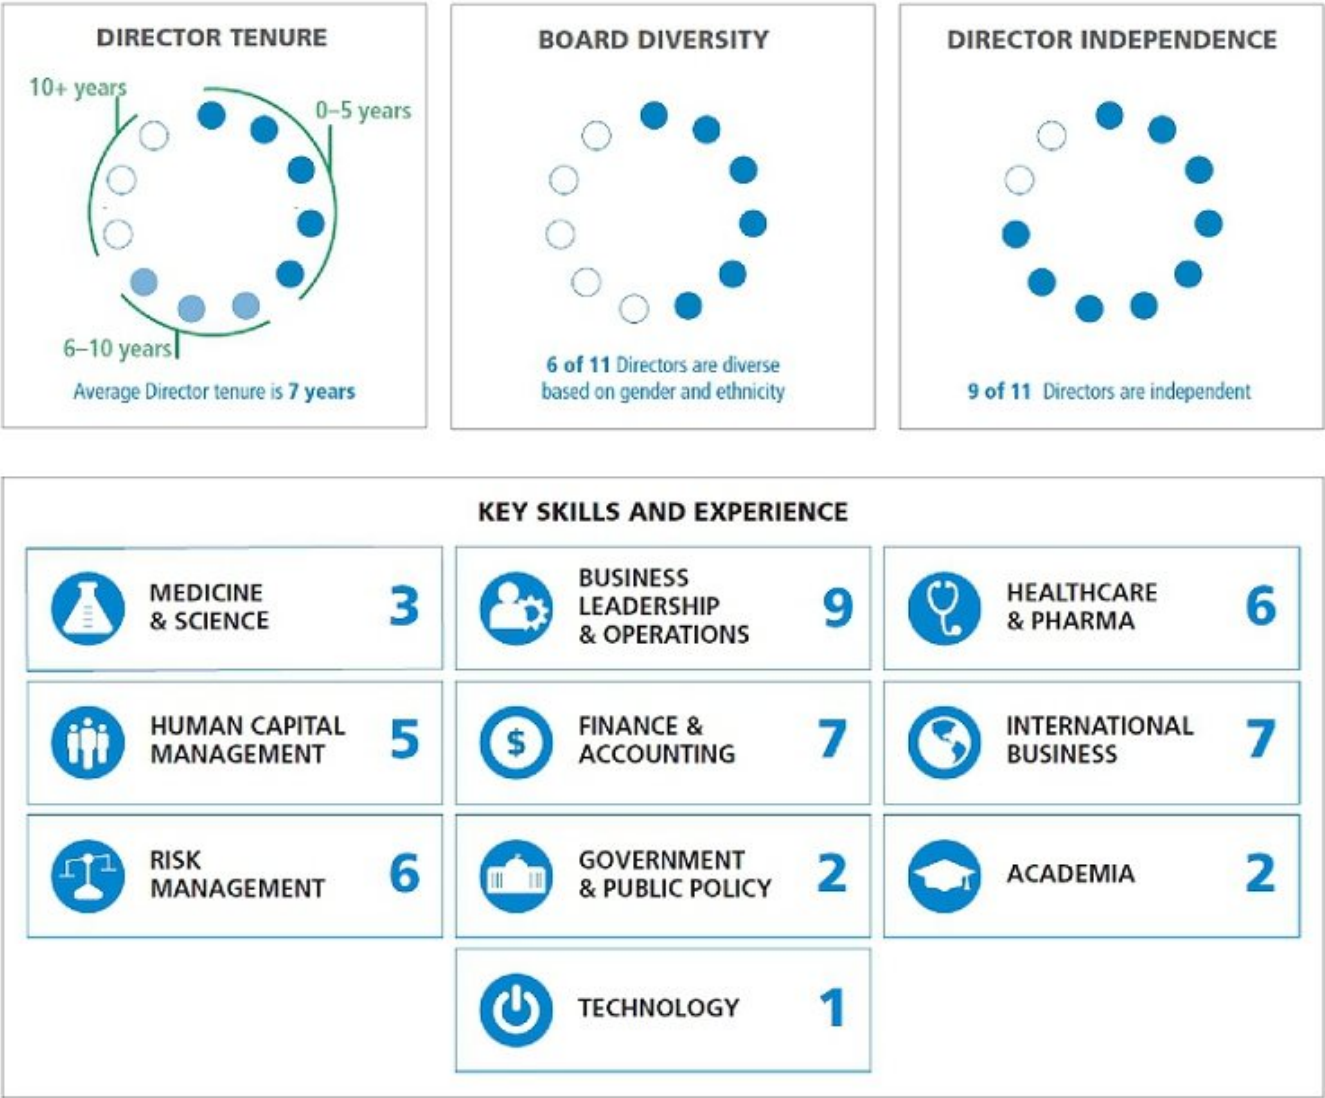 DIRECTOR TENURE
10+ years
0–5 years
6–10 years
Average Director tenure is 7 years
BOARD DIVERSITY
6 of 11 Directors are diverse
based on gender and ethnicity
DIRECTOR INDEPENDENCE
9 of 11 Directors are independent
KEY SKILLS AND EXPERIENCE
MEDICINE
& SCIENCE
3
BUSINESS
LEADERSHIP
& OPERATIONS
9
HEALTHCARE
& PHARMA
6
HUMAN CAPITAL
MANAGEMENT
5
$
FINANCE &
ACCOUNTING
7
INTERNATIONAL
BUSINESS
7
RISK
MANAGEMENT
6
GOVERNMENT
& PUBLIC POLICY
2
ACADEMIA
2
TECHNOLOGY
1